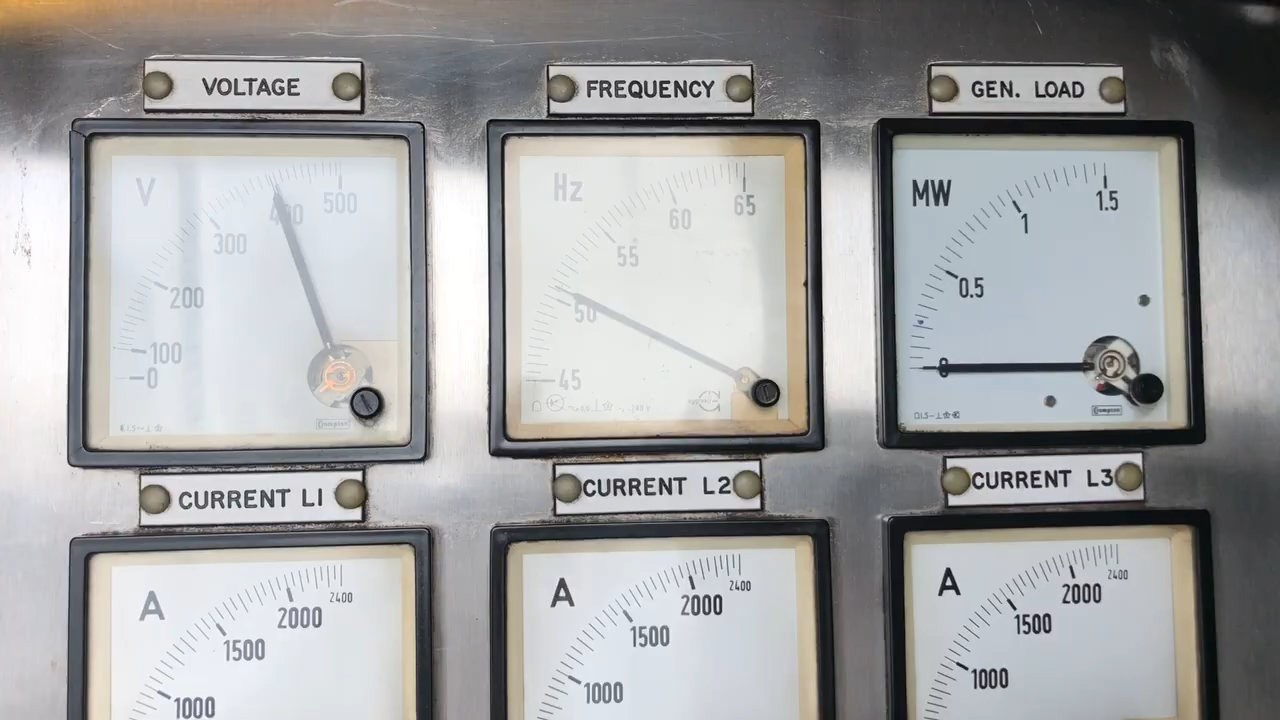 VOLTAGE
FREQUENCY
GEN. LOAD
V
500
400
300
200
100
0
Hz
65
60
55
50
45
MW
1.5
1
0.5
Crompton
Crompton
CURRENT L1
CURRENT L2
CURRENT L3
A
2400
2000
1500
1000
A
2400
2000
1500
1000
A
2400
2000
1500
1000